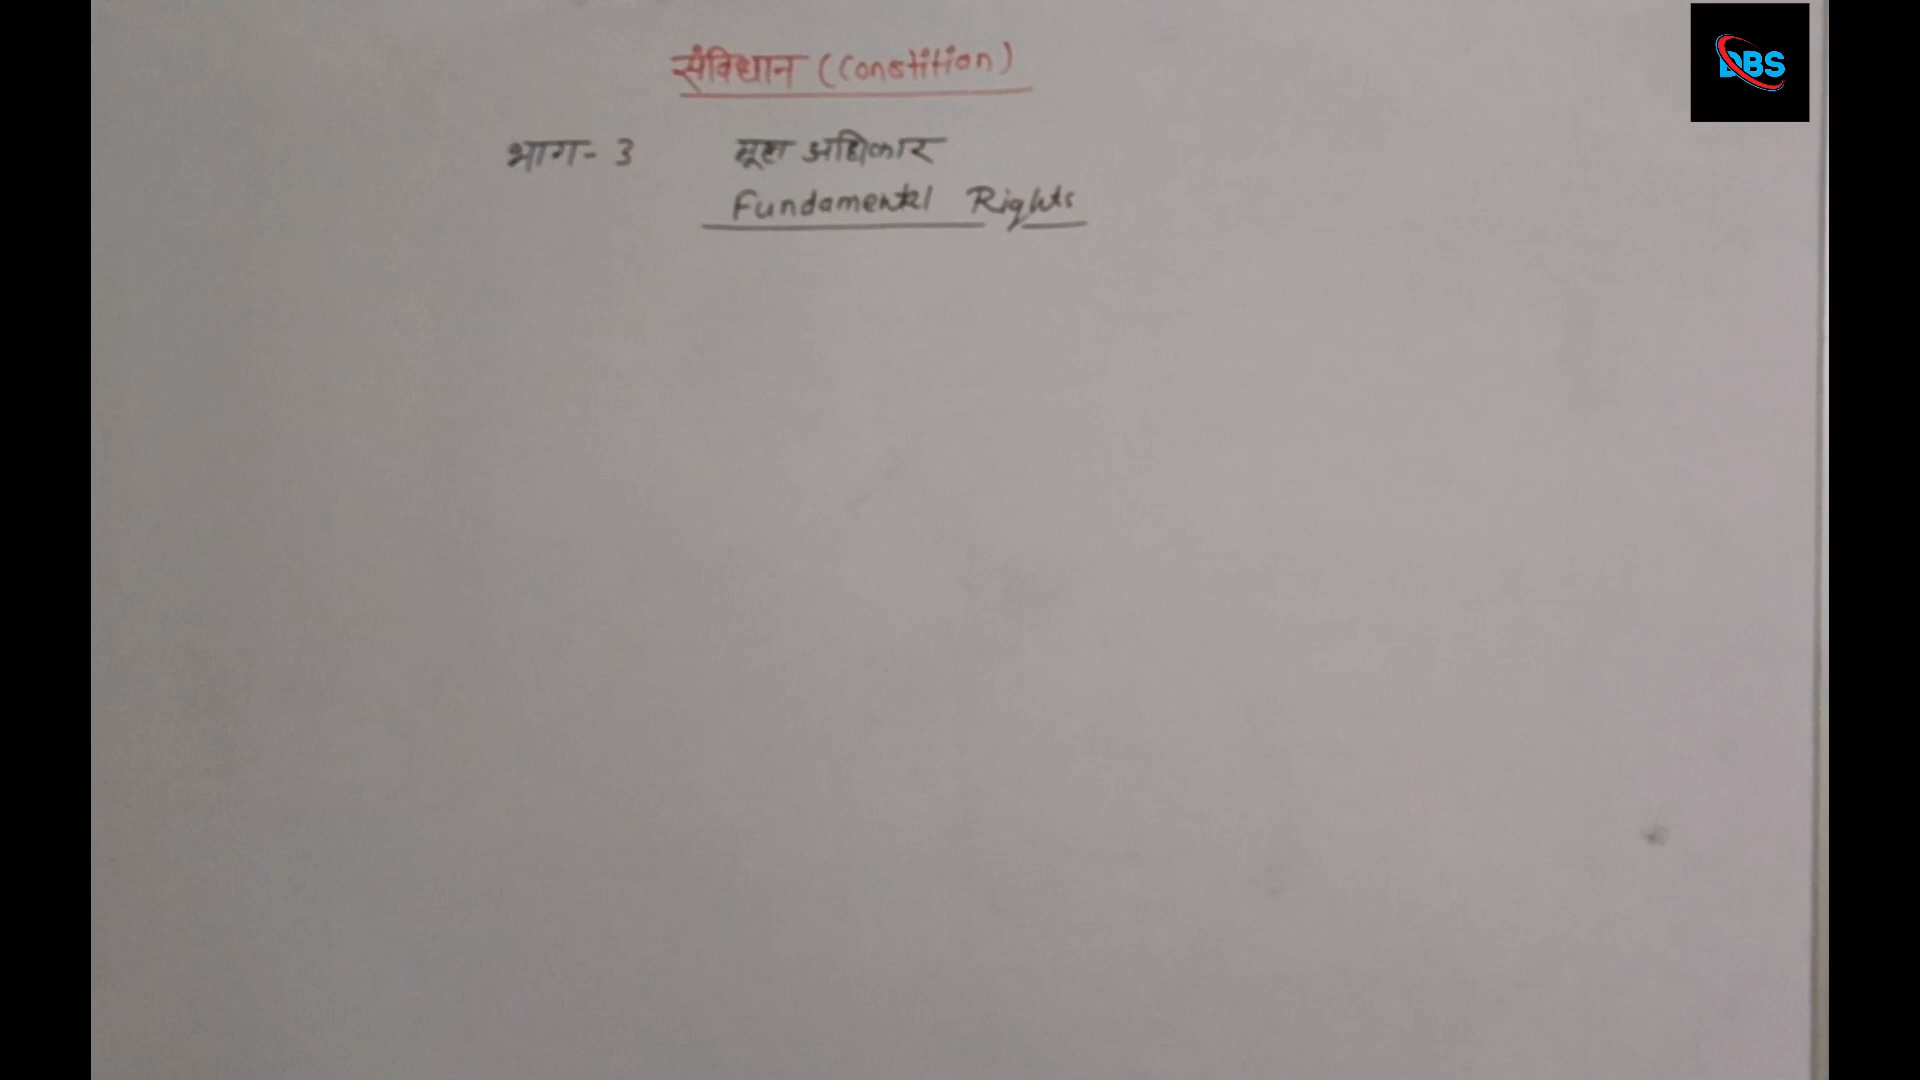 संविधान (Constition)
भाग- 3 मूल अधिकार
Fundamental Rights
DBS